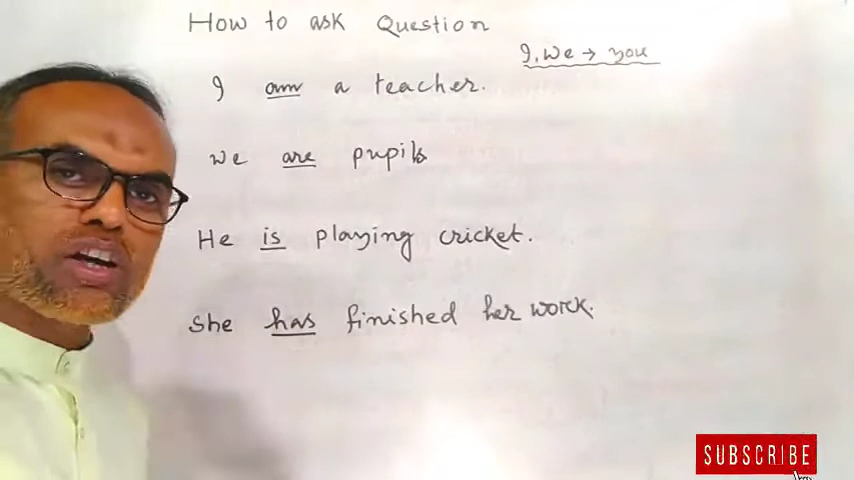 How to ask Question
I, we → you
I am a teacher.
we are pupils
He is playing cricket.
She has finished her work.
SUBSCRIBE